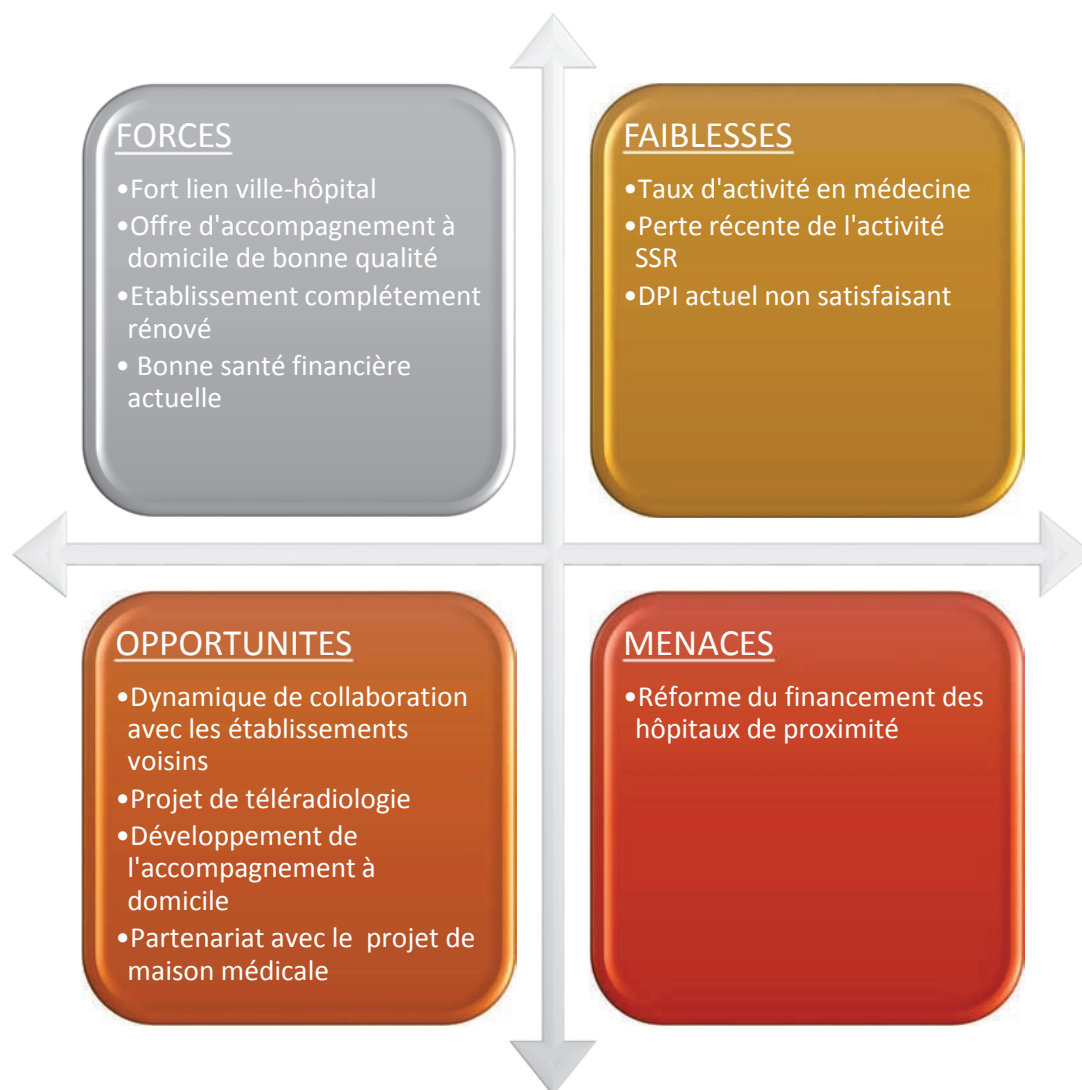 FORCES
•Fort lien ville-hôpital
•Offre d'accompagnement à
domicile de bonne qualité
•Etablissement complétement
rénové
• Bonne santé financière
actuelle
FAIBLESSES
•Taux d'activité en médecine
•Perte récente de l'activité
SSR
•DPI actuel non satisfaisant
OPPORTUNITES
•Dynamique de collaboration
avec les établissements
voisins
•Projet de téléradiologie
•Développement de
l'accompagnement à
domicile
•Partenariat avec le projet de
maison médicale
MENACES
•Réforme du financement des
hôpitaux de proximité